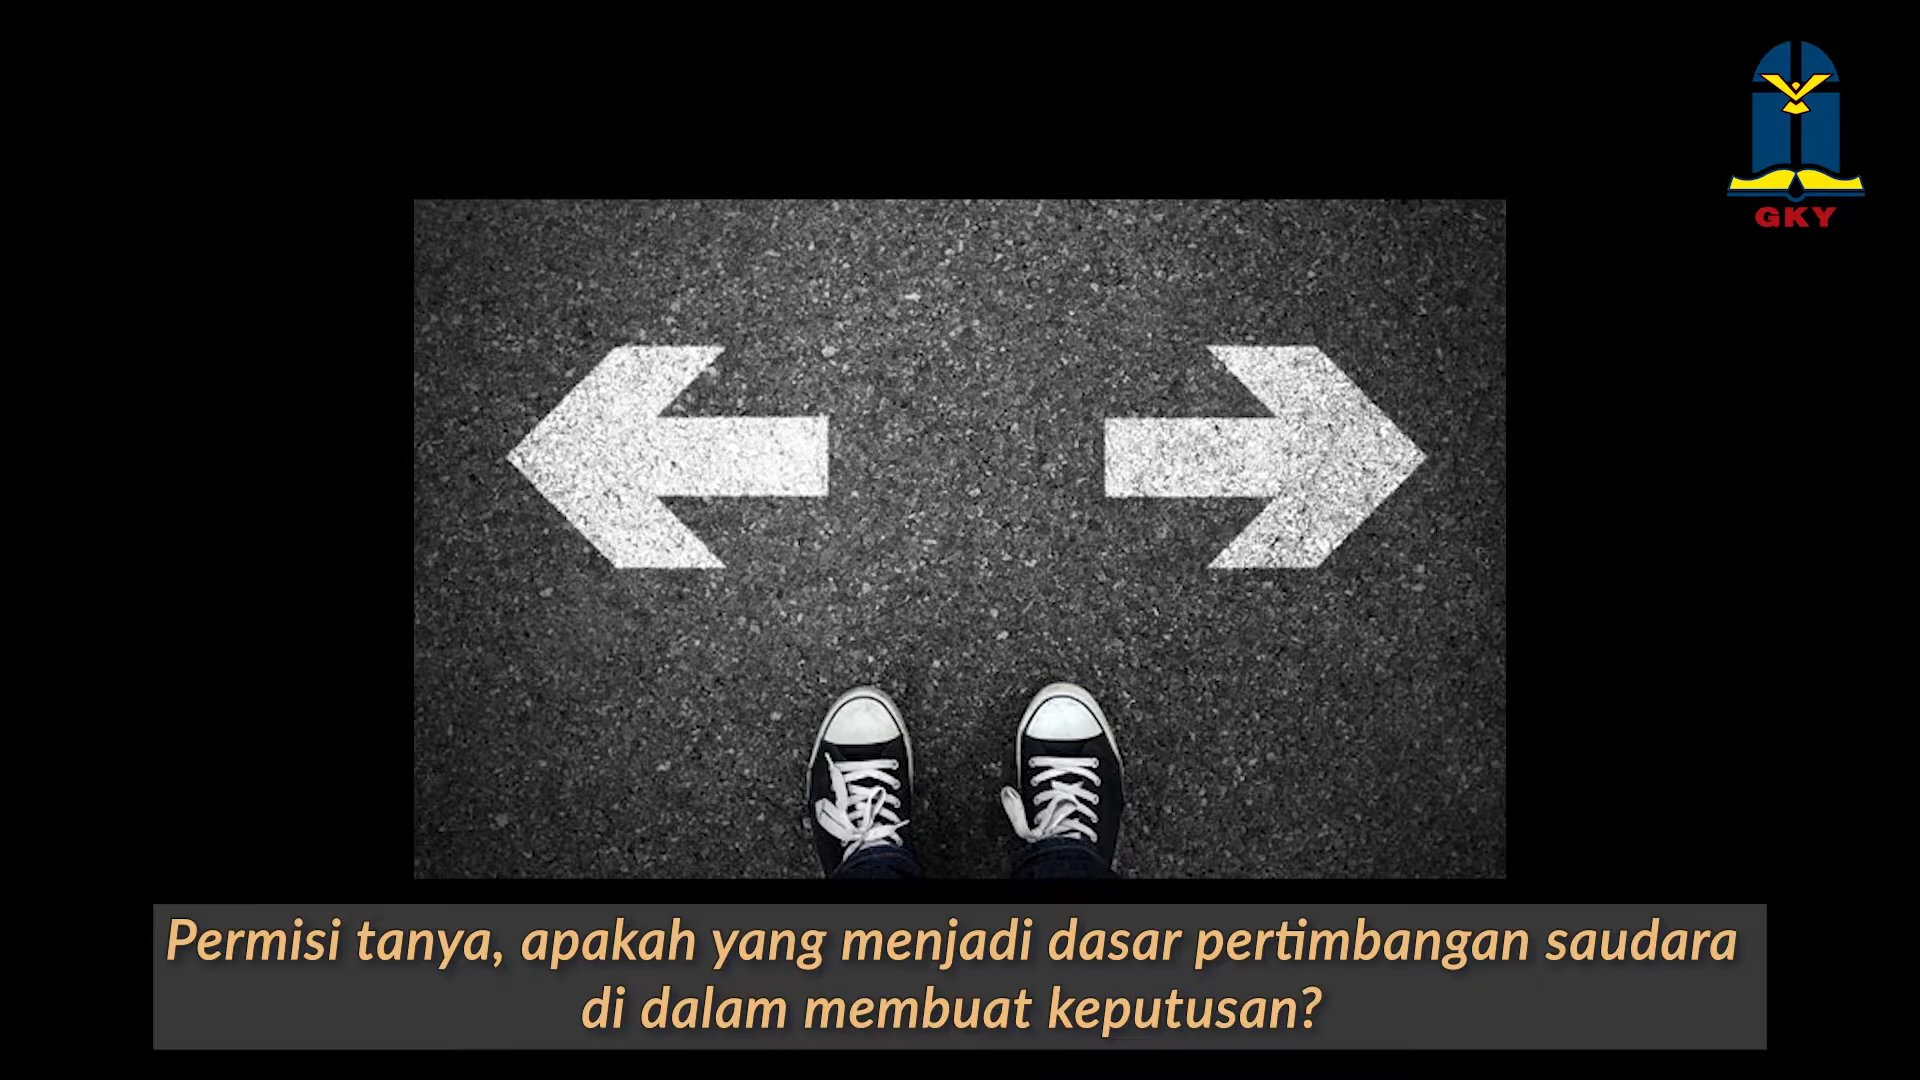 GKY
Permisi tanya, apakah yang menjadi dasar pertimbangan saudara
di dalam membuat keputusan?